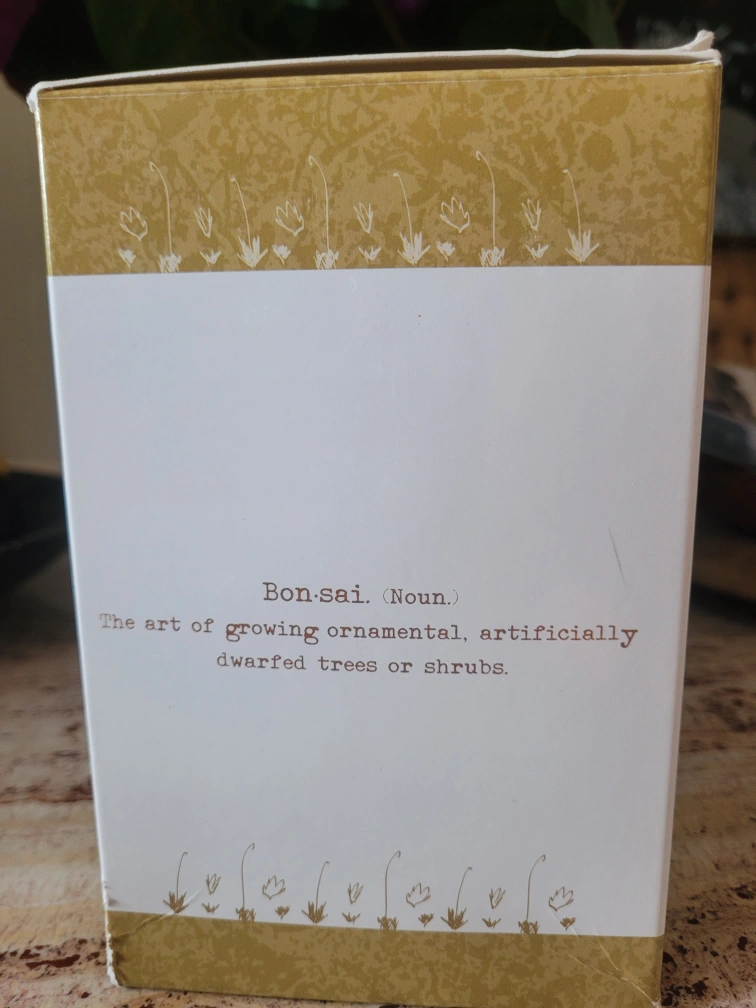 Bon·sai. (Noun.)
The art of growing ornamental, artificially
dwarfed trees or shrubs.